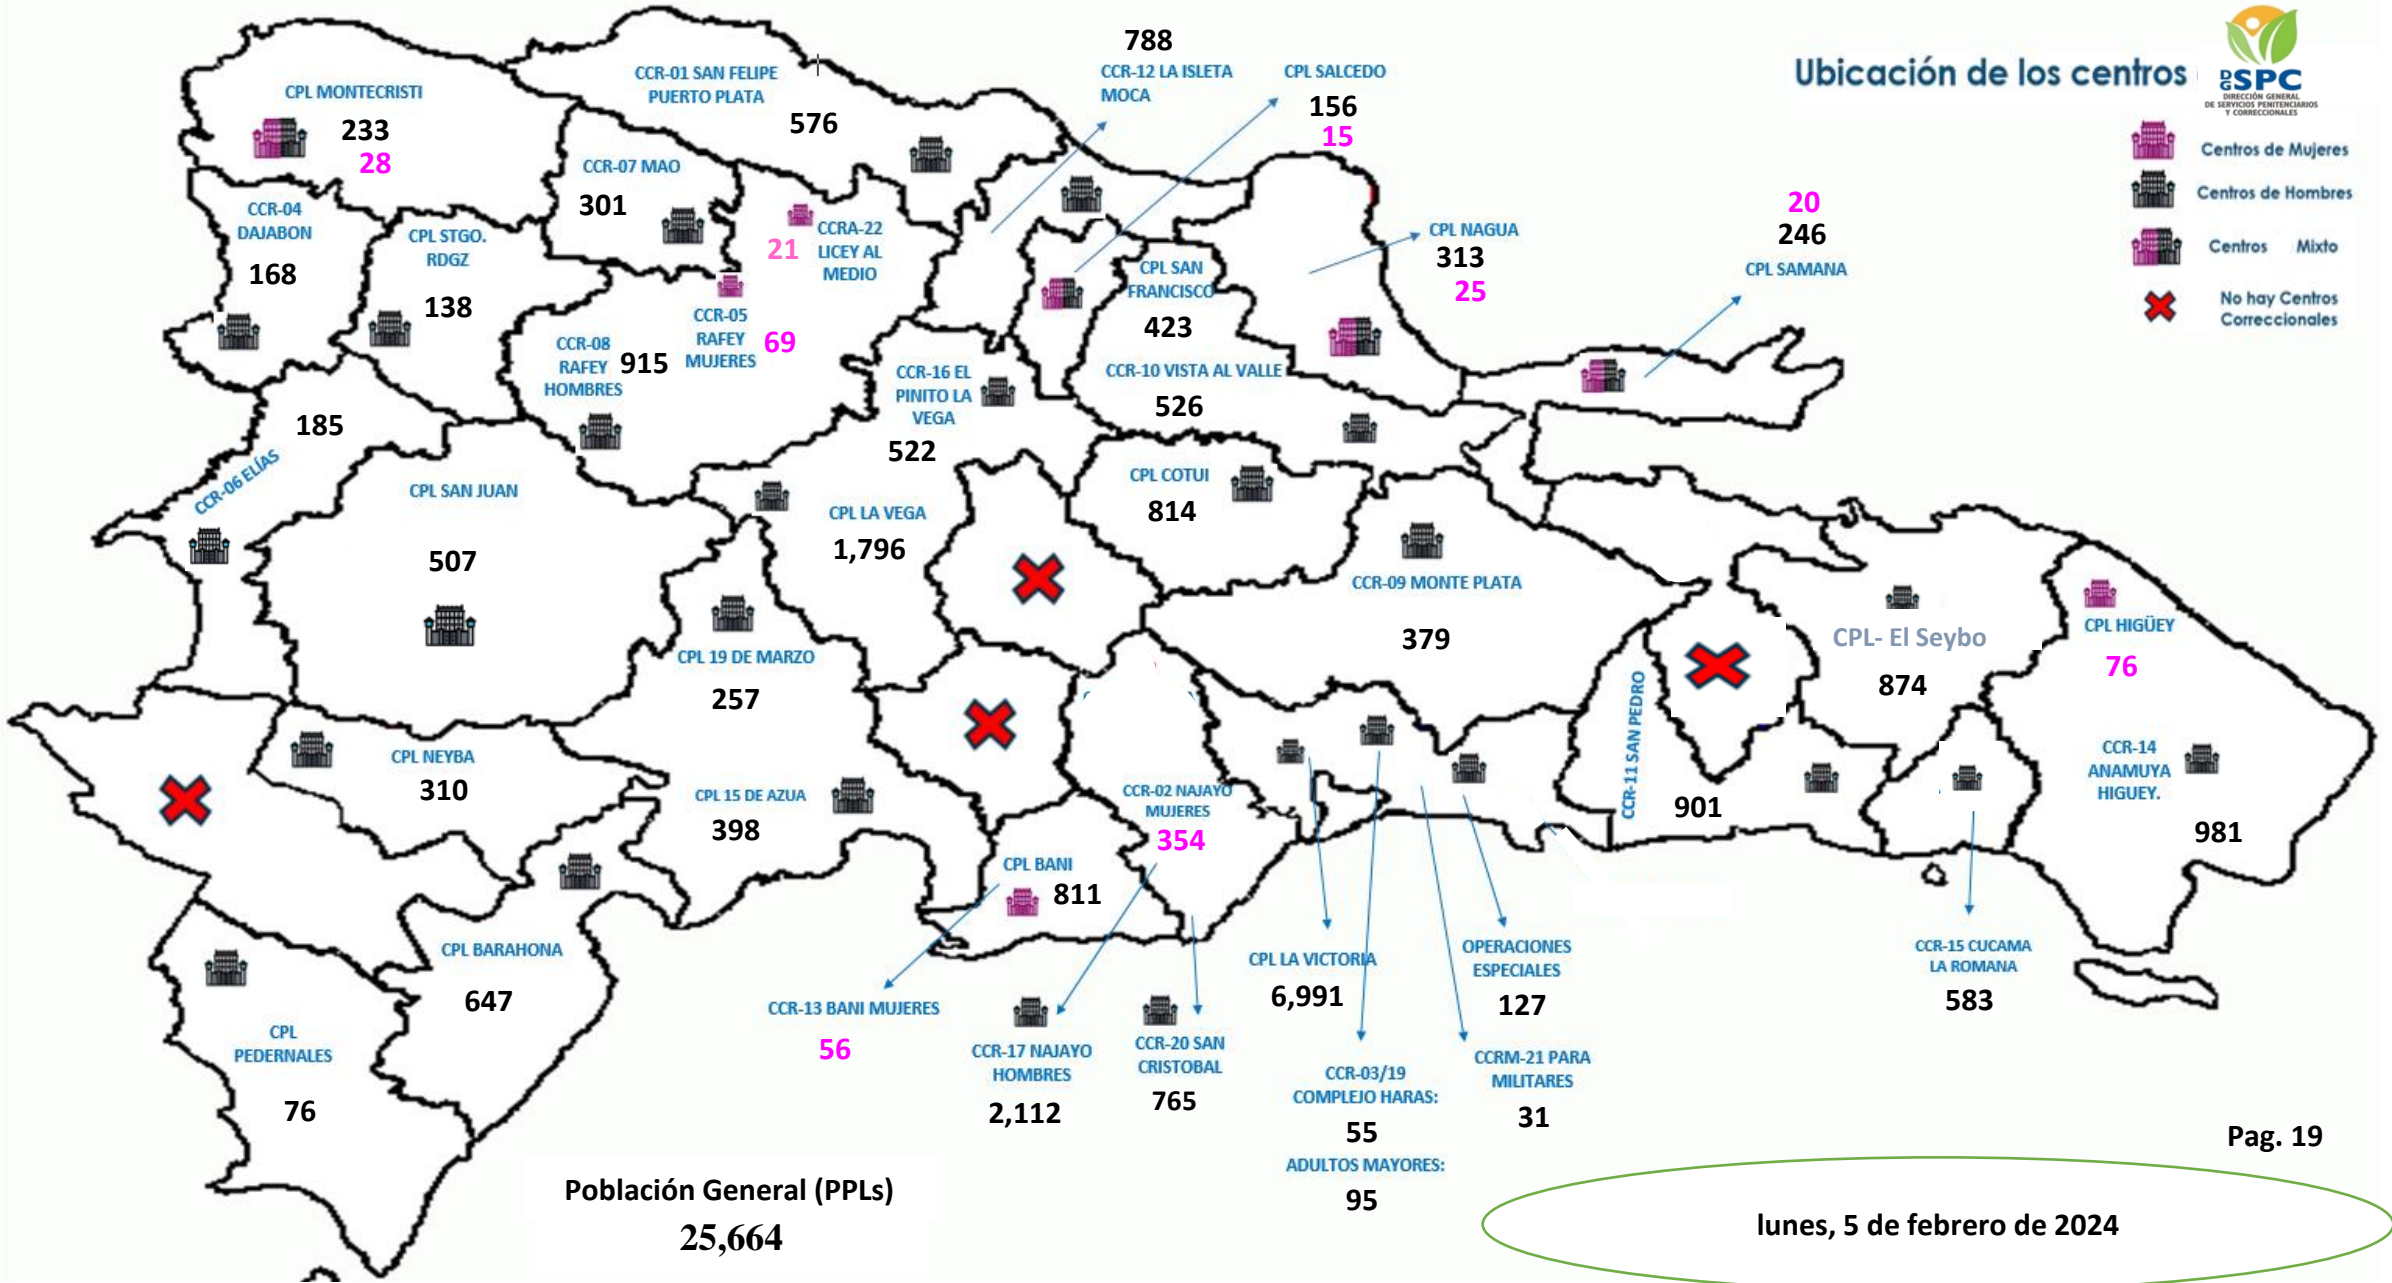 Ubicación de los centros
DGSPC
DIRECCIÓN GENERAL
DE SERVICIOS PENITENCIARIOS
Y CORRECCIONALES
Centros de Mujeres
Centros de Hombres
Centros Mixto
No hay Centros
Correccionales
CPL MONTECRISTI
233
28
CCR-01 SAN FELIPE
PUERTO PLATA
576
788
CCR-12 LA ISLETA
MOCA
CPL SALCEDO
156
15
CCR-07 MAO
301
CCR-04
DAJABON
168
CPL STGO.
RDGZ
138
CCRA-22
LICEY AL
MEDIO
21
CCR-05
RAFEY
MUJERES
69
CCR-08
RAFEY
HOMBRES
915
CPL SAN
FRANCISCO
423
CCR-10 VISTA AL VALLE
526
CPL NAGUA
313
25
20
246
CPL SAMANA
CCR-16 EL
PINITO LA
VEGA
522
185
CCR-06 ELÍAS
CPL SAN JUAN
507
CPL LA VEGA
1,796
CPL COTUI
814
CCR-09 MONTE PLATA
379
CPL- El Seybo
874
CPL HIGÜEY
76
CPL 19 DE MARZO
257
CCR-11 SAN PEDRO
901
CCR-14
ANAMUYA
HIGUEY.
981
CPL NEYBA
310
CPL 15 DE AZUA
398
CCR-02 NAJAYO
MUJERES
354
CPL BANI
811
CPL BARAHONA
647
CPL
PEDERNALES
76
CCR-13 BANI MUJERES
56
CCR-17 NAJAYO
HOMBRES
2,112
CCR-20 SAN
CRISTOBAL
765
CPL LA VICTORIA
6,991
OPERACIONES
ESPECIALES
127
CCR-03/19
COMPLEJO HARAS:
55
ADULTOS MAYORES:
95
CCRM-21 PARA
MILITARES
31
CCR-15 CUCAMA
LA ROMANA
583
Pag. 19
Población General (PPLs)
25,664
lunes, 5 de febrero de 2024